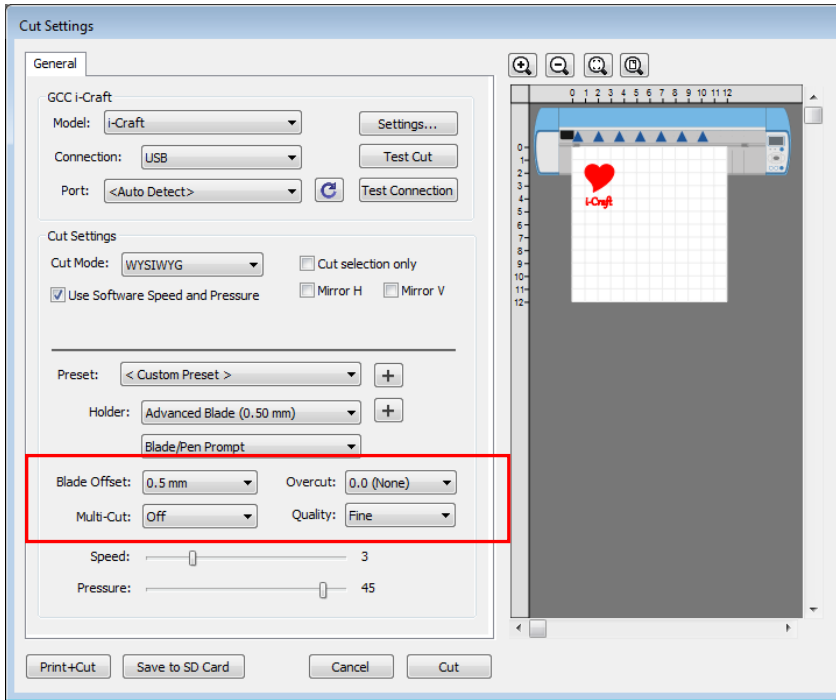 Cut Settings
General
GCC i-Craft
Model: i-Craft Settings...
Connection: USB Test Cut
Port: <Auto Detect> Test Connection
Cut Settings
Cut Mode: WYSIWYG Cut selection only
Use Software Speed and Pressure Mirror H Mirror V
Preset: < Custom Preset > +
Holder: Advanced Blade (0.50 mm) +
Blade/Pen Prompt
Blade Offset: 0.5 mm Overcut: 0.0 (None)
Multi-Cut: Off Quality: Fine
Speed: 3
Pressure: 45
Print+Cut Save to SD Card Cancel Cut
0 1 2 3 4 5 6 7 8 9 10 11 12
0
1
2
3
4
5
6
7
8
9
10
11
12
i-Craft